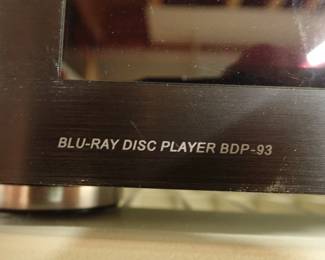 BLU-RAY DISC PLAYER BDP-93